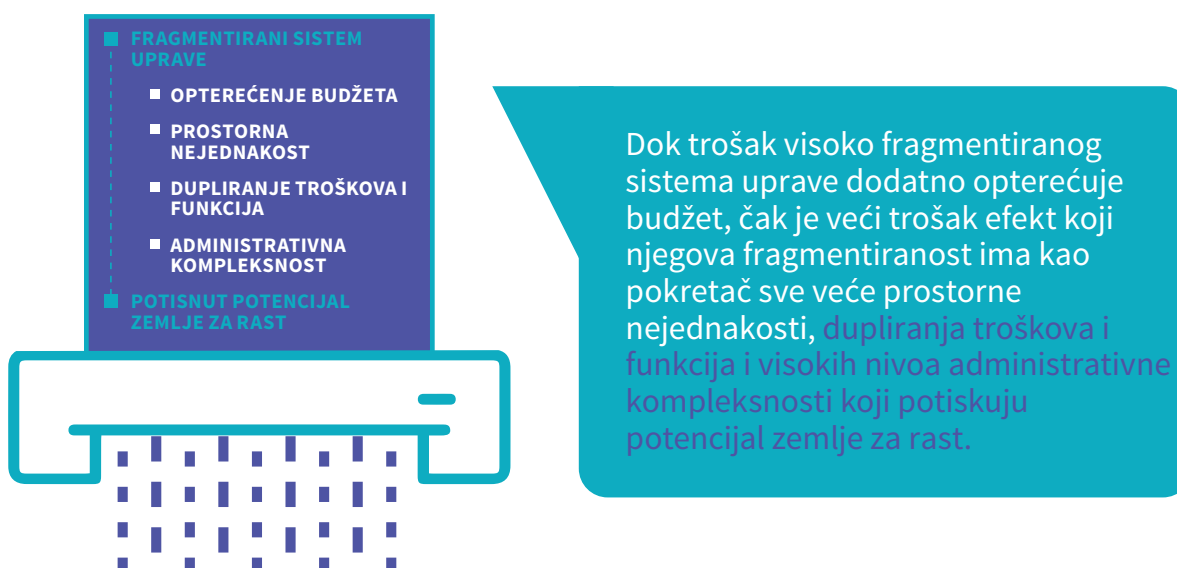 FRAGMENTIRANI SISTEM
UPRAVE
OPTEREĆENJE BUDŽETA
PROSTORNA
NEJEDNAKOST
DUPLIRANJE TROŠKOVA I
FUNKCIJA
ADMINISTRATIVNA
KOMPLEKSNOST
POTISNUT POTENCIJAL
ZEMLJE ZA RAST
Dok trošak visoko fragmentiranog
sistema uprave dodatno opterećuje
budžet, čak je veći trošak efekt koji
njegova fragmentiranost ima kao
pokretač sve veće prostorne
nejednakosti, dupliranja troškova i
funkcija i visokih nivoa administrativne
kompleksnosti koji potiskuju
potencijal zemlje za rast.